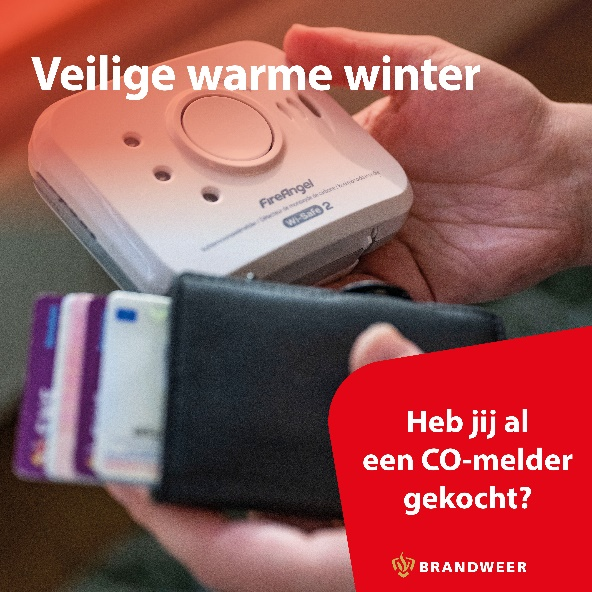 Veilige warme winter
FireAngel
Wi-Safe 2
Heb jij al
een CO-melder
gekocht?
BRANDWEER